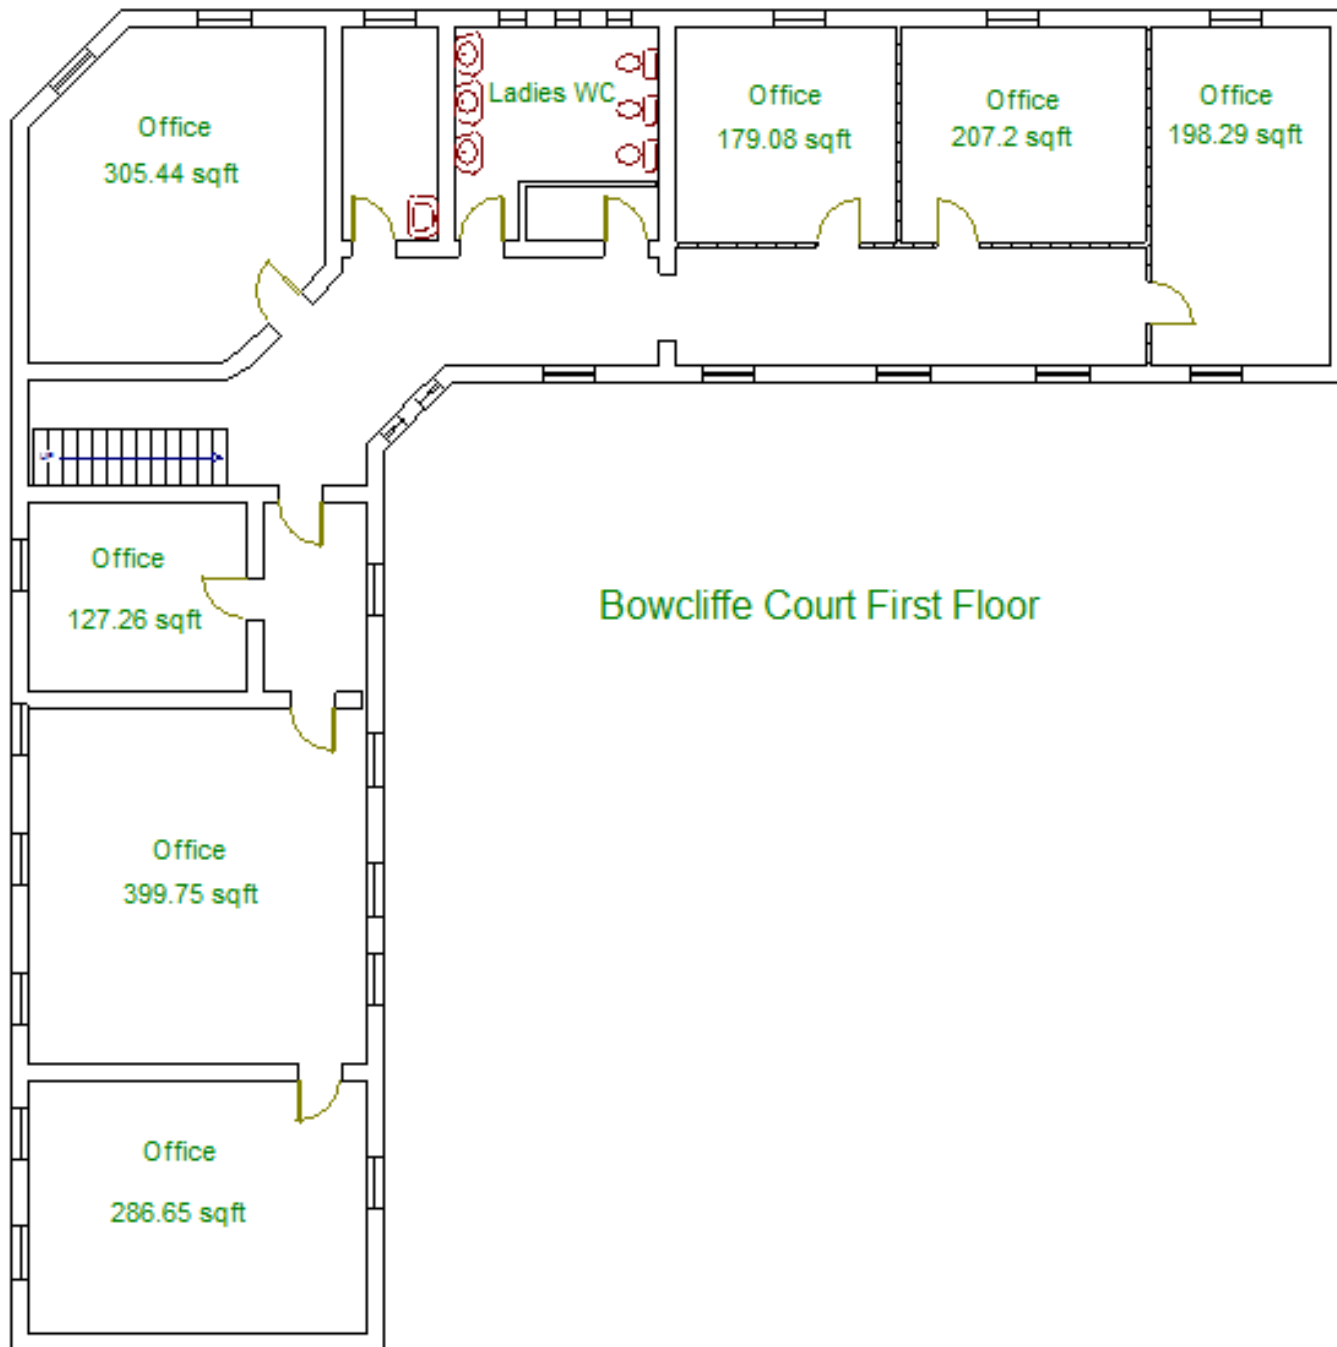 Office
305.44 sqft
Ladies WC
Office
179.08 sqft
Office
207.2 sqft
Office
198.29 sqft
Office
127.26 sqft
Bowcliffe Court First Floor
Office
399.75 sqft
Office
286.65 sqft